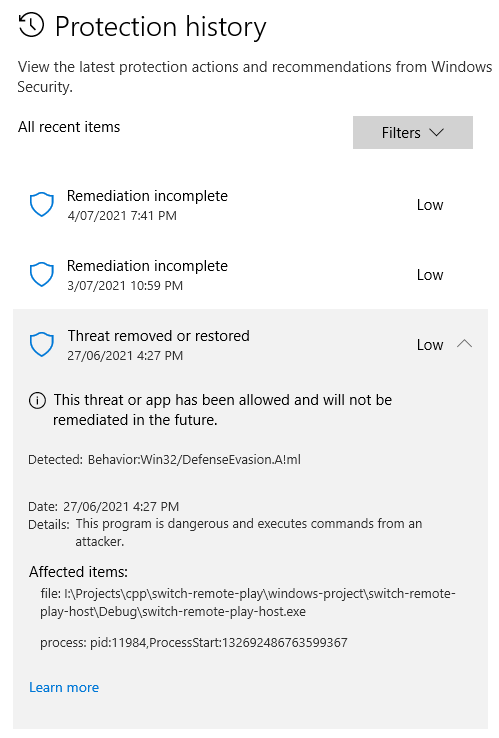 Protection history
View the latest protection actions and recommendations from Windows
Security.
All recent items
Filters
Remediation incomplete
4/07/2021 7:41 PM
Low
Remediation incomplete
3/07/2021 10:59 PM
Low
Threat removed or restored
27/06/2021 4:27 PM
Low
This threat or app has been allowed and will not be
remediated in the future.
Detected: Behavior:Win32/DefenseEvasion.A!ml
Date: 27/06/2021 4:27 PM
Details: This program is dangerous and executes commands from an
attacker.
Affected items:
file: I:\Projects\cpp\switch-remote-play\windows-project\switch-remote-
play-host\Debug\switch-remote-play-host.exe
process: pid:11984,ProcessStart:132692486763599367
Learn more